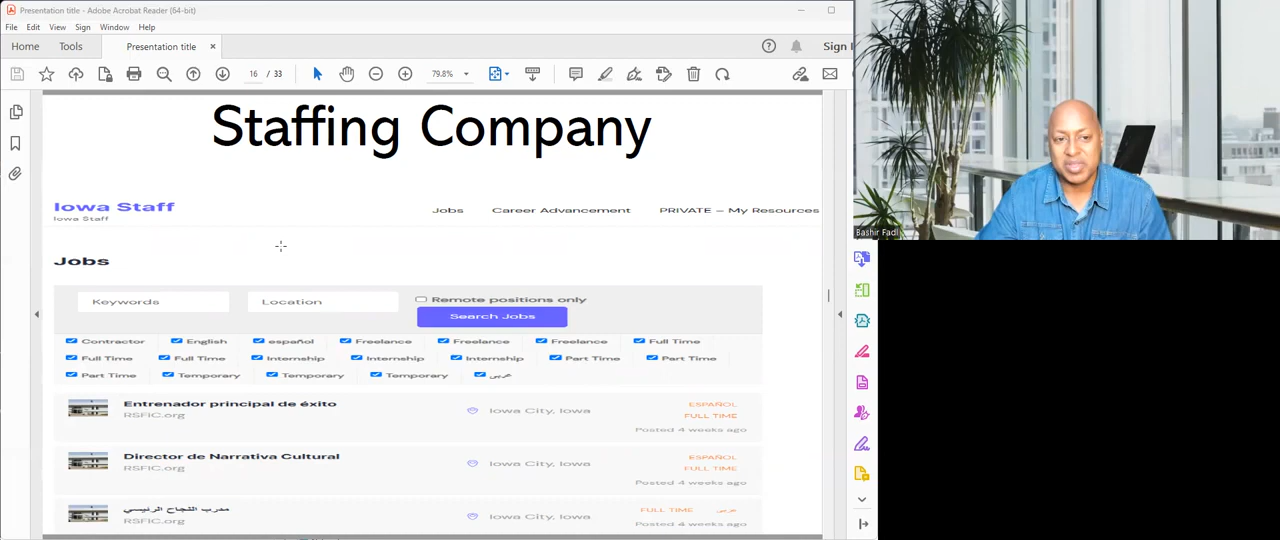 Presentation title - Adobe Acrobat Reader (64-bit)
File Edit View Sign Window Help
Home Tools Presentation title × Sign I
16 / 33 79.8%
Staffing Company
Iowa Staff
Iowa Staff
Jobs Career Advancement PRIVATE – My Resources
Jobs
Keywords Location Remote positions only
Search Jobs
Contractor English español Freelance Freelance Freelance Full Time
Full Time Full Time Internship Internship Internship Part Time Part Time
Part Time Temporary Temporary Temporary عربى
Entrenador principal de éxito
RSFIC.org
Iowa City, Iowa
ESPAÑOL
FULL TIME
Posted 4 weeks ago
Director de Narrativa Cultural
RSFIC.org
Iowa City, Iowa
ESPAÑOL
FULL TIME
Posted 4 weeks ago
مدرب النجاح الرئيسي
RSFIC.org
Iowa City, Iowa
FULL TIME عربى
Posted 4 weeks ago
Bashir Fadl